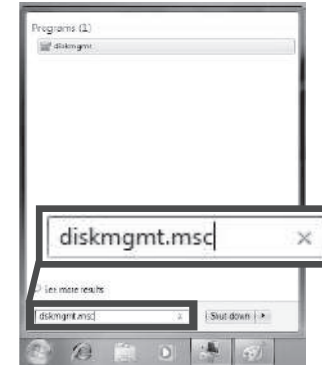 Programs (1)
diskmgmt
diskmgmt.msc
See more results
diskmgmt.msc
Shut down